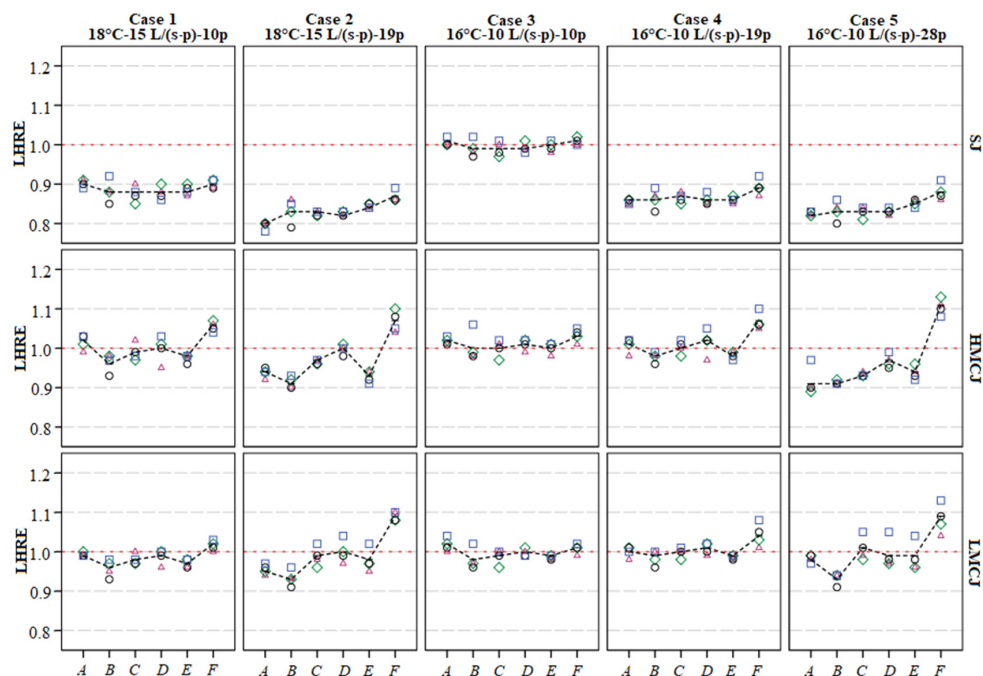 Case 1
18°C-15 L/(s-p)-10p
Case 2
18°C-15 L/(s-p)-19p
Case 3
16°C-10 L/(s-p)-10p
Case 4
16°C-10 L/(s-p)-19p
Case 5
16°C-10 L/(s-p)-28p
LHRE
1.2
1.1
1.0
0.9
0.8
SJ
LHRE
1.2
1.1
1.0
0.9
0.8
HMCJ
LHRE
1.2
1.1
1.0
0.9
0.8
LMCJ
A B C D E F
A B C D E F
A B C D E F
A B C D E F
A B C D E F